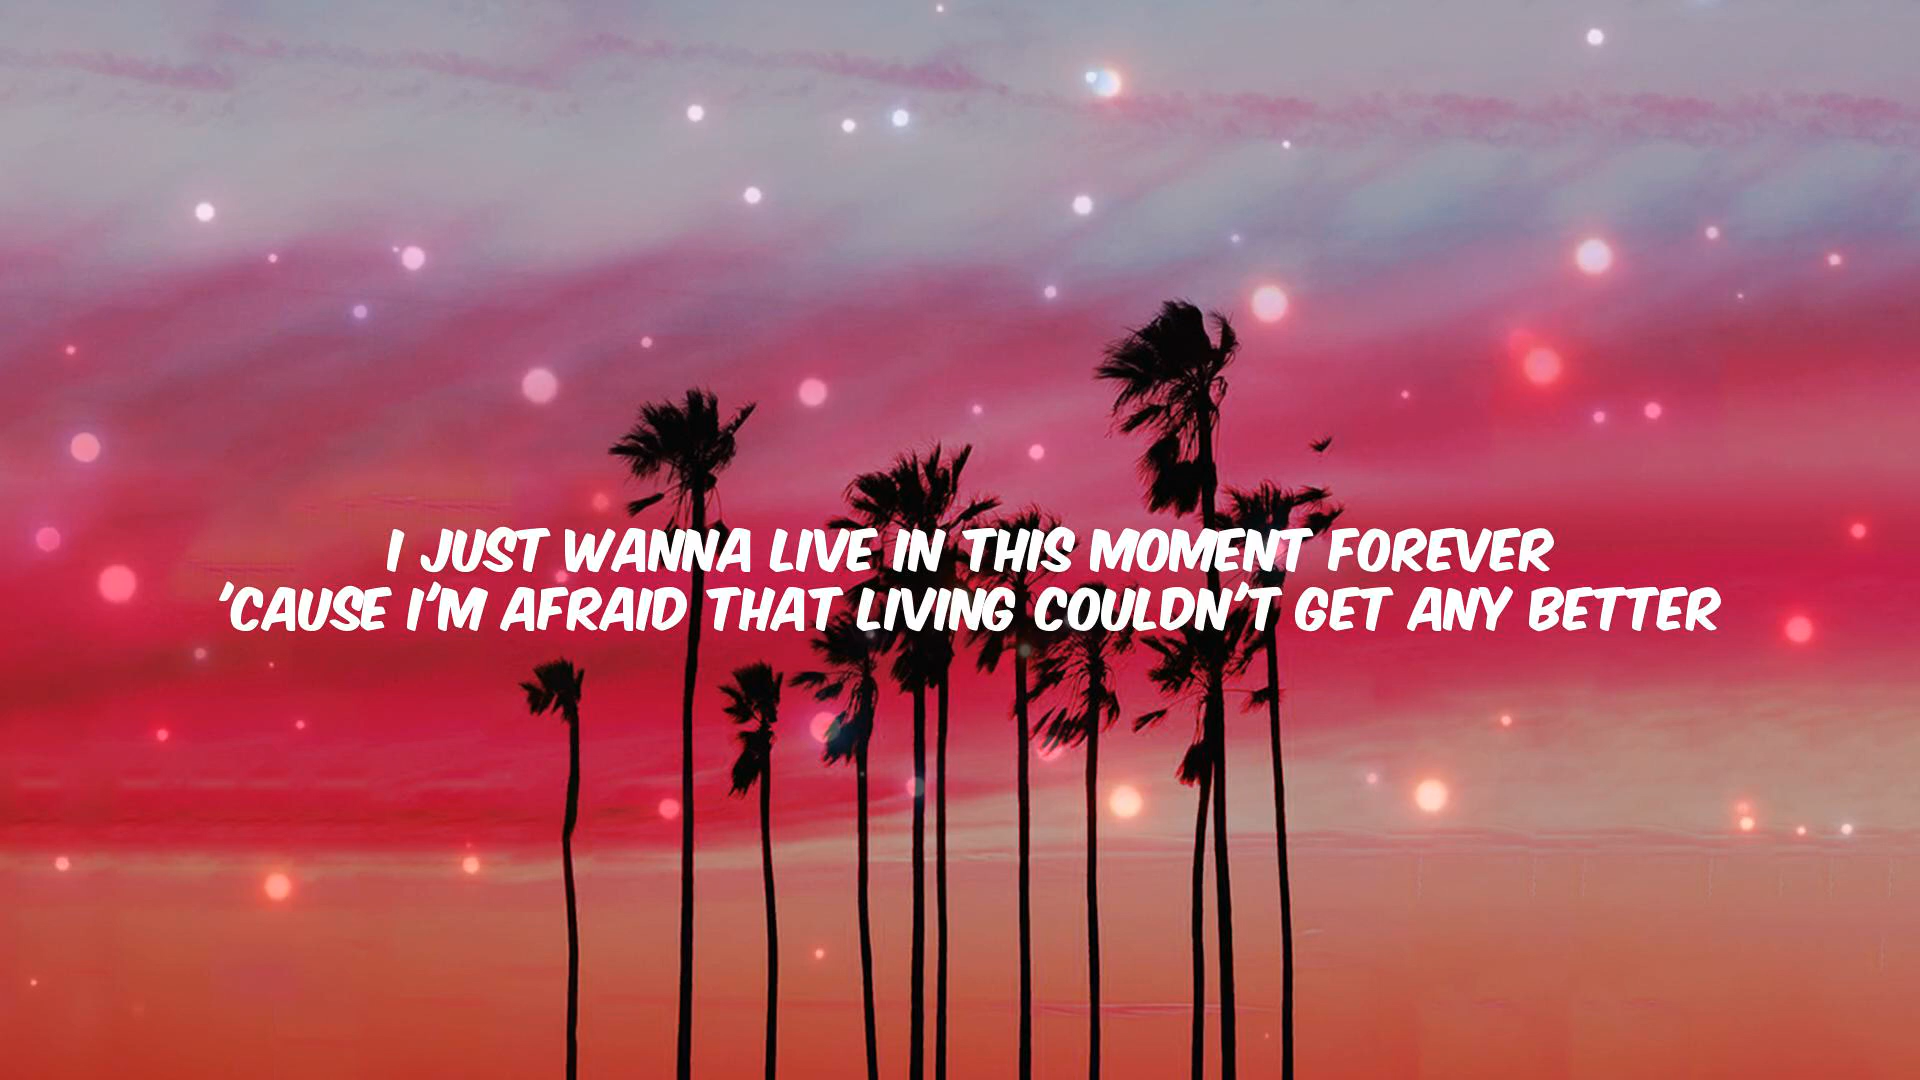 I JUST WANNA LIVE IN THIS MOMENT FOREVER
'CAUSE I'M AFRAID THAT LIVING COULDN'T GET ANY BETTER